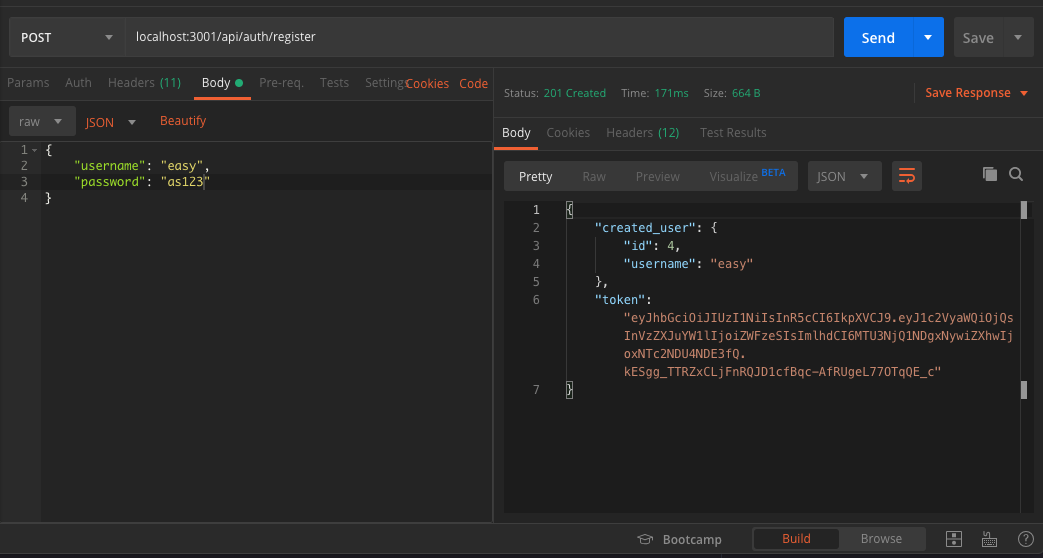 POST localhost:3001/api/auth/register Send Save
Params Auth Headers (11) Body Pre-req. Tests Settings Cookies Code
raw JSON Beautify
1 {
2 "username": "easy",
3 "password": "as123"
4 }
Status: 201 Created Time: 171ms Size: 664 B Save Response
Body Cookies Headers (12) Test Results
Pretty Raw Preview Visualize BETA JSON
1 {
2 "created_user": {
3 "id": 4,
4 "username": "easy"
5 },
6 "token":
"eyJhbGciOiJIUzI1NiIsInR5cCI6IkpXVCJ9.eyJ1c2VyaWQiOjQs
InVzZXJuYW1lIjoiZWFzeSIsImlhdCI6MTU3NjQ1NDgxNywiZXhwIj
oxNTc2NDU4NDE3fQ.
kESgg_TTRZxCLjFnRQJD1cfBqc-AfRUgeL77OTqQE_c"
7 }
Bootcamp Build Browse